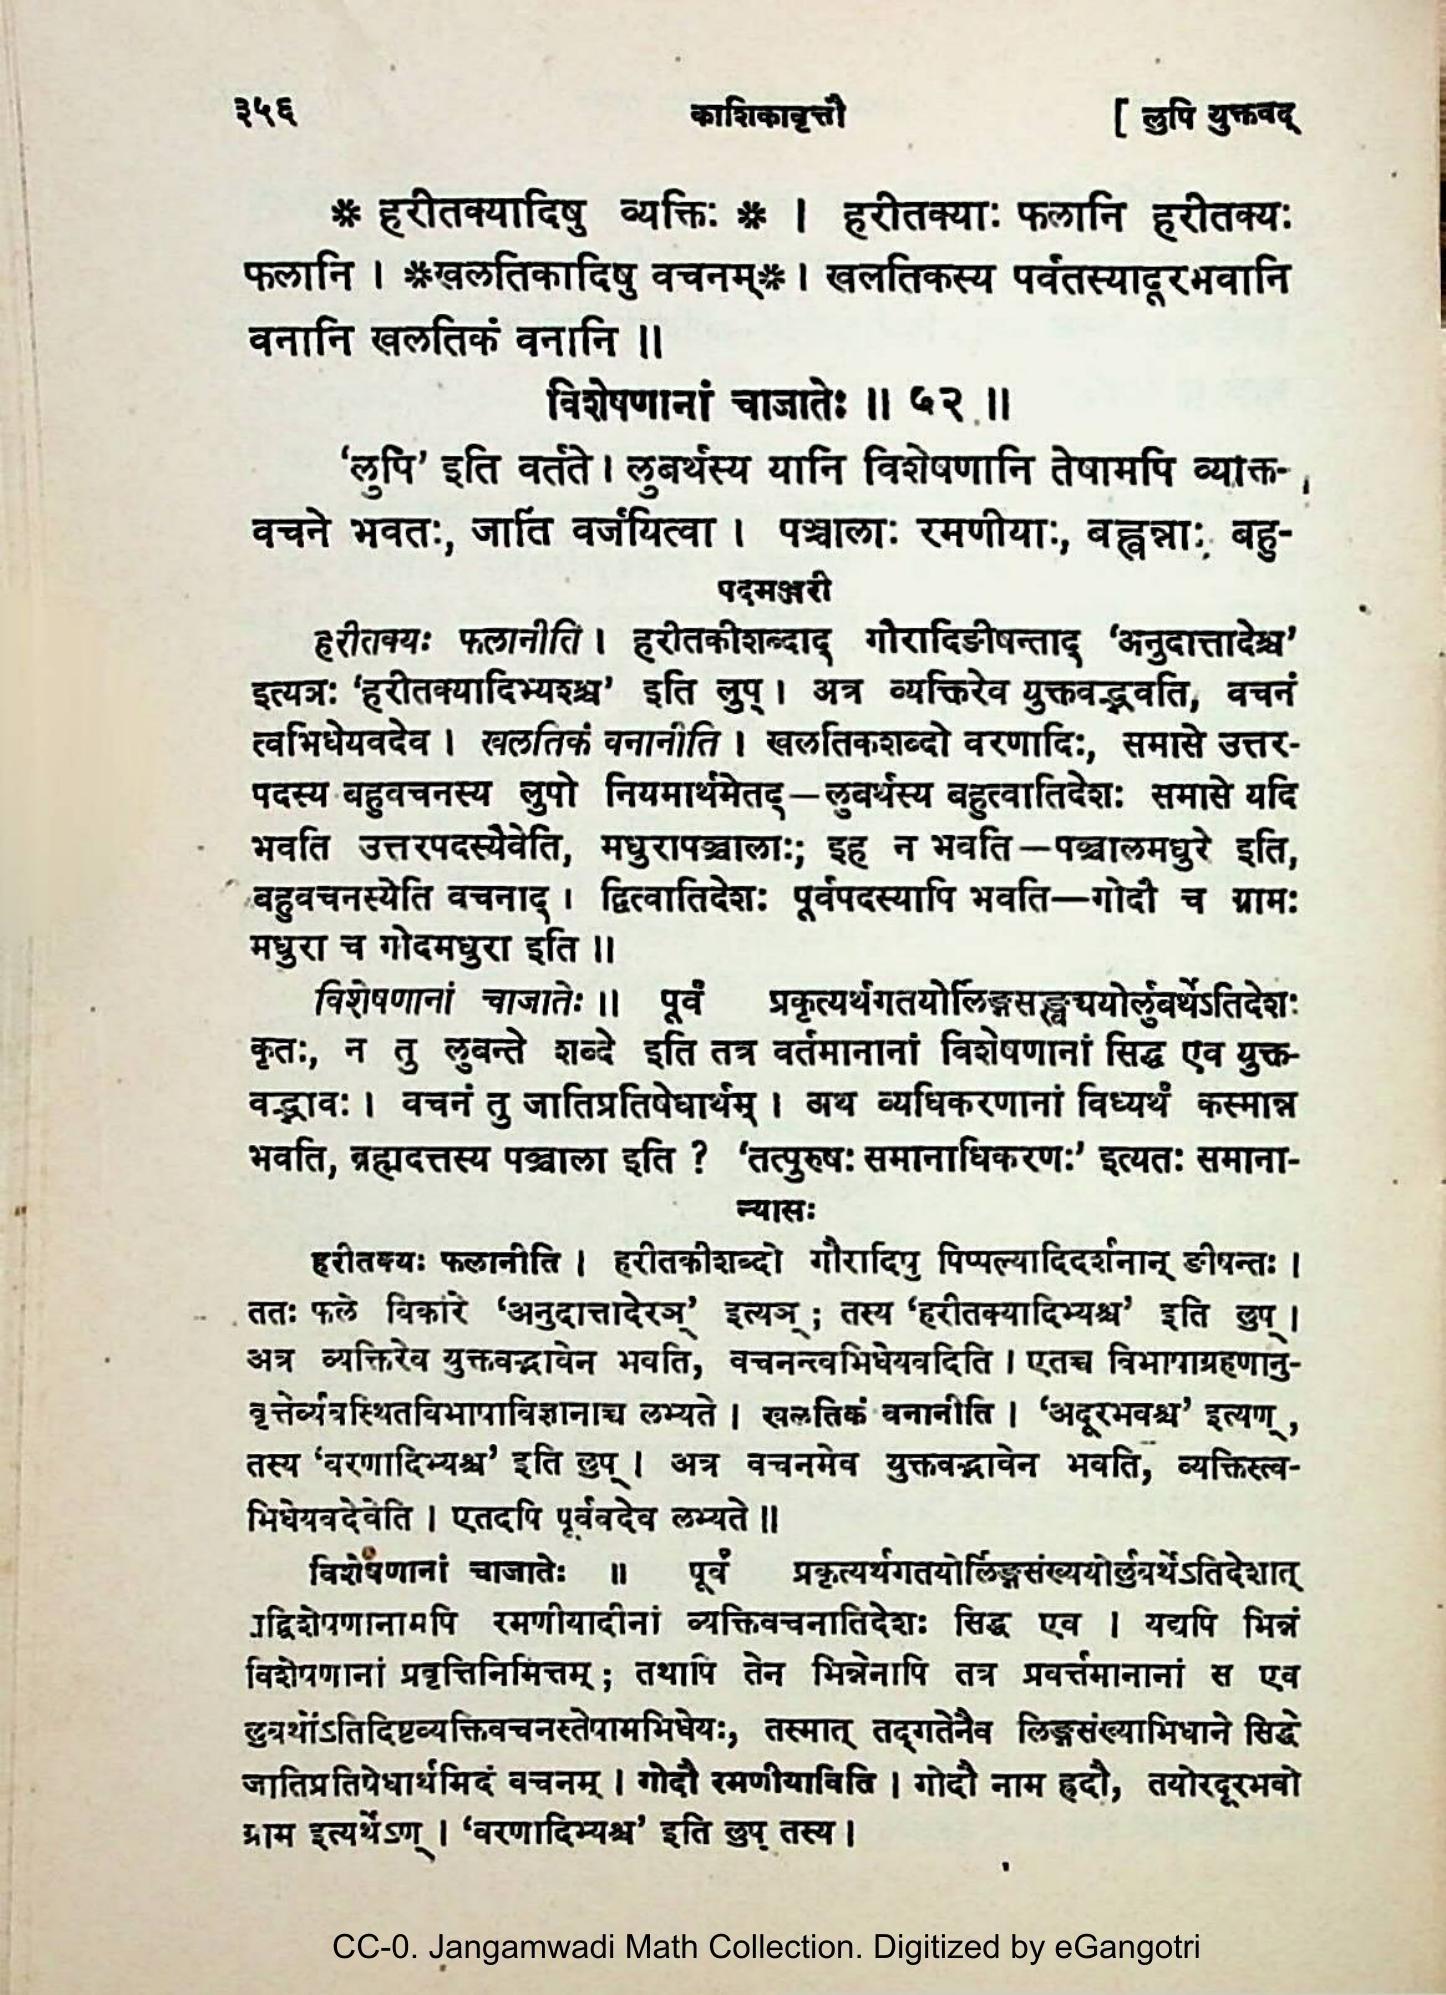 ३५६ काशिकावृत्तौ [ लुपि युक्तवद्
❋ हरीतक्यादिषु व्यक्तिः ❋ । हरीतक्याः फलानि हरीतक्यः
फलानि । ❋खलतिकादिषु वचनम्❋ । खलतिकस्य पर्वतस्यादूरभवानि
वनानि खलतिकं वनानि ॥
विशेषणानां चाजातेः ॥ ५२ ॥
‘लुपि’ इति वर्तते । लुबर्थस्य यानि विशेषणानि तेषामपि व्यक्ति-
वचने भवतः, जातिं वर्जयित्वा । पञ्चालाः रमणीयाः, बह्वन्नाः, बहु-
पदमञ्जरी
हरीतक्यः फलानीति । हरीतकीशब्दाद् गौरादिङीषन्ताद् ‘अनुदात्तादेश्च’
इत्यञः ‘हरीतक्यादिभ्यश्च’ इति लुप् । अत्र व्यक्तिरेव युक्तवद्भवति, वचनं
त्वभिधेयवदेव । खलतिकं वनानीति । खलतिकशब्दो वरणादिः, समासे उत्तर-
पदस्य बहुवचनस्य लुपो नियमार्थमेतद्—लुबर्थस्य बहुत्वातिदेशः समासे यदि
भवति उत्तरपदस्यैवेति, मधुरापञ्चालाः; इह न भवति—पञ्चालमधुरे इति,
बहुवचनस्येति वचनाद् । द्वित्वातिदेशः पूर्वपदस्यापि भवति—गोदौ च ग्रामः
मधुरा च गोदमधुरा इति ॥
विशेषणानां चाजातेः ॥ पूर्वं प्रकृत्यर्थगतयोर्लिङ्गसङ्ख्ययोर्लुबर्थेऽतिदेशः
कृतः, न तु लुबन्ते शब्दे इति तत्र वर्तमानानां विशेषणानां सिद्ध एव युक्त-
वद्भावः । वचनं तु जातिप्रतिषेधार्थम् । अथ व्यधिकरणानां विध्यर्थं कस्मान्न
भवति, ब्रह्मदत्तस्य पञ्चाला इति ? ‘तत्पुरुषः समानाधिकरणः’ इत्यतः समाना-
न्यासः
हरीतक्यः फलानीति । हरीतकीशब्दो गौरादिषु पिप्पल्यादिदर्शनान् ङीषन्तः ।
ततः फले विकारे ‘अनुदात्तादेरञ्’ इत्यञ् ; तस्य ‘हरीतक्यादिभ्यश्च’ इति लुप् ।
अत्र व्यक्तिरेव युक्तवद्भावेन भवति, वचनन्त्वभिधेयवदिति । एतच्च विभाषाग्रहणानु-
वृत्तेर्व्यवस्थितविभाषाविज्ञानाच्च लभ्यते । खलतिकं वनानीति । ‘अदूरभवश्च’ इत्यण् ,
तस्य ‘वरणादिभ्यश्च’ इति लुप् । अत्र वचनमेव युक्तवद्भावेन भवति, व्यक्तिस्त्व-
भिधेयवदेवेति । एतदपि पूर्ववदेव लभ्यते ॥
विशेषणानां चाजातेः ॥ पूर्वं प्रकृत्यर्थगतयोर्लिङ्गसंख्ययोर्लुबर्थेऽतिदेशात्
द्विशेषणानामपि रमणीयादीनां व्यक्तिवचनातिदेशः सिद्ध एव । यद्यपि भिन्नं
विशेषणानां प्रवृत्तिनिमित्तम् ; तथापि तेन भिन्नेनापि तत्र प्रवर्त्तमानानां स एव
लुबर्थोऽतिदिष्टव्यक्तिवचनस्तेषामभिधेयः, तस्मात् तद्गतेनैव लिङ्गसंख्याभिधाने सिद्धे
जातिप्रतिषेधार्थमिदं वचनम् । गोदौ रमणीयाविति । गोदौ नाम ह्रदौ, तयोरदूरभवो
ग्राम इत्यर्थेऽण् । ‘वरणादिभ्यश्च’ इति लुप् तस्य ।
CC-0. Jangamwadi Math Collection. Digitized by eGangotri